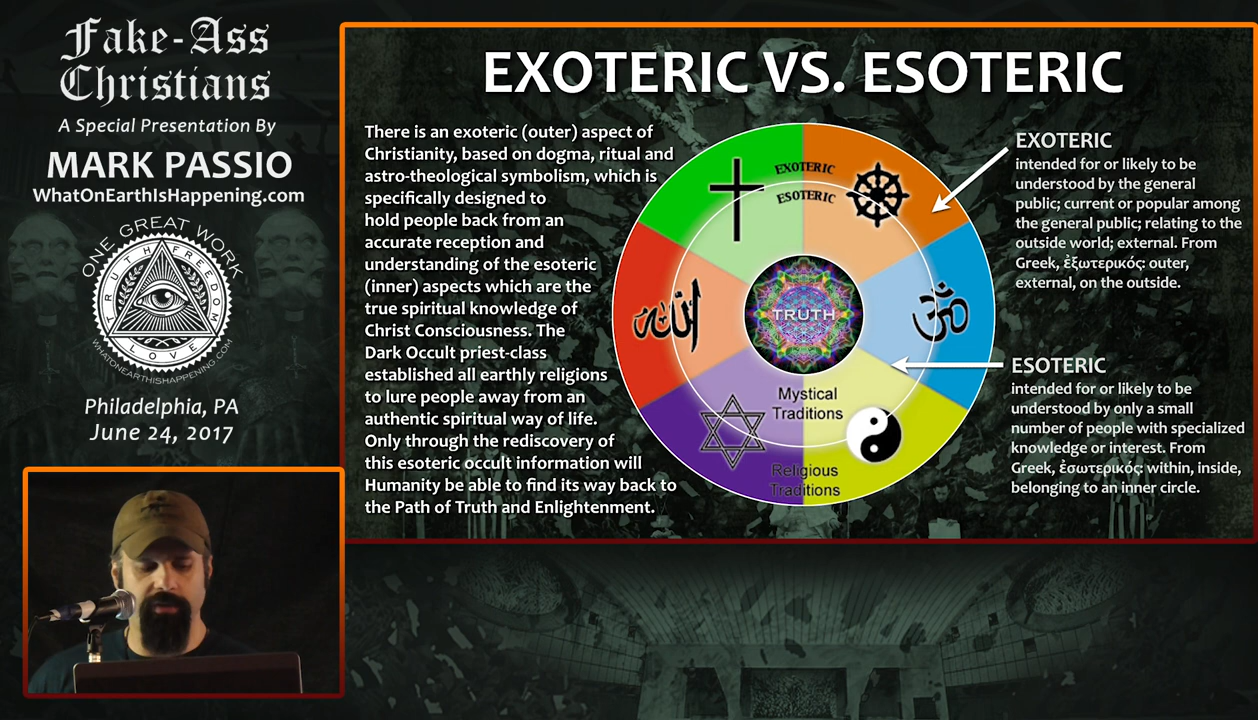 Fake-Ass
Christians
A Special Presentation By
MARK PASSIO
WhatOnEarthIsHappening.com
ONE GREAT WORK
TRUTH
FREEDOM
LOVE
WHATONEARTHISHAPPENING.COM
Philadelphia, PA
June 24, 2017
EXOTERIC VS. ESOTERIC
There is an exoteric (outer) aspect of
Christianity, based on dogma, ritual and
astro-theological symbolism, which is
specifically designed to
hold people back from an
accurate reception and
understanding of the esoteric
(inner) aspects which are the
true spiritual knowledge of
Christ Consciousness. The
Dark Occult priest-class
established all earthly religions
to lure people away from an
authentic spiritual way of life.
Only through the rediscovery of
this esoteric occult information will
Humanity be able to find its way back to
the Path of Truth and Enlightenment.
EXOTERIC
ESOTERIC
الله
ॐ
TRUTH
Mystical
Traditions
Religious
Traditions
EXOTERIC
intended for or likely to be
understood by the general
public; current or popular among
the general public; relating to the
outside world; external. From
Greek, ἐξωτερικός: outer,
external, on the outside.
ESOTERIC
intended for or likely to be
understood by only a small
number of people with specialized
knowledge or interest. From
Greek, ἐσωτερικός: within, inside,
belonging to an inner circle.